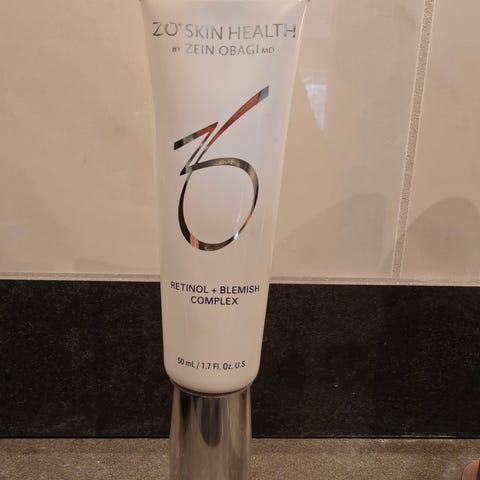 ZO® SKIN HEALTH
BY ZEIN OBAGI MD
ZO
RETINOL + BLEMISH
COMPLEX
50 mL / 1.7 Fl. Oz. U.S.